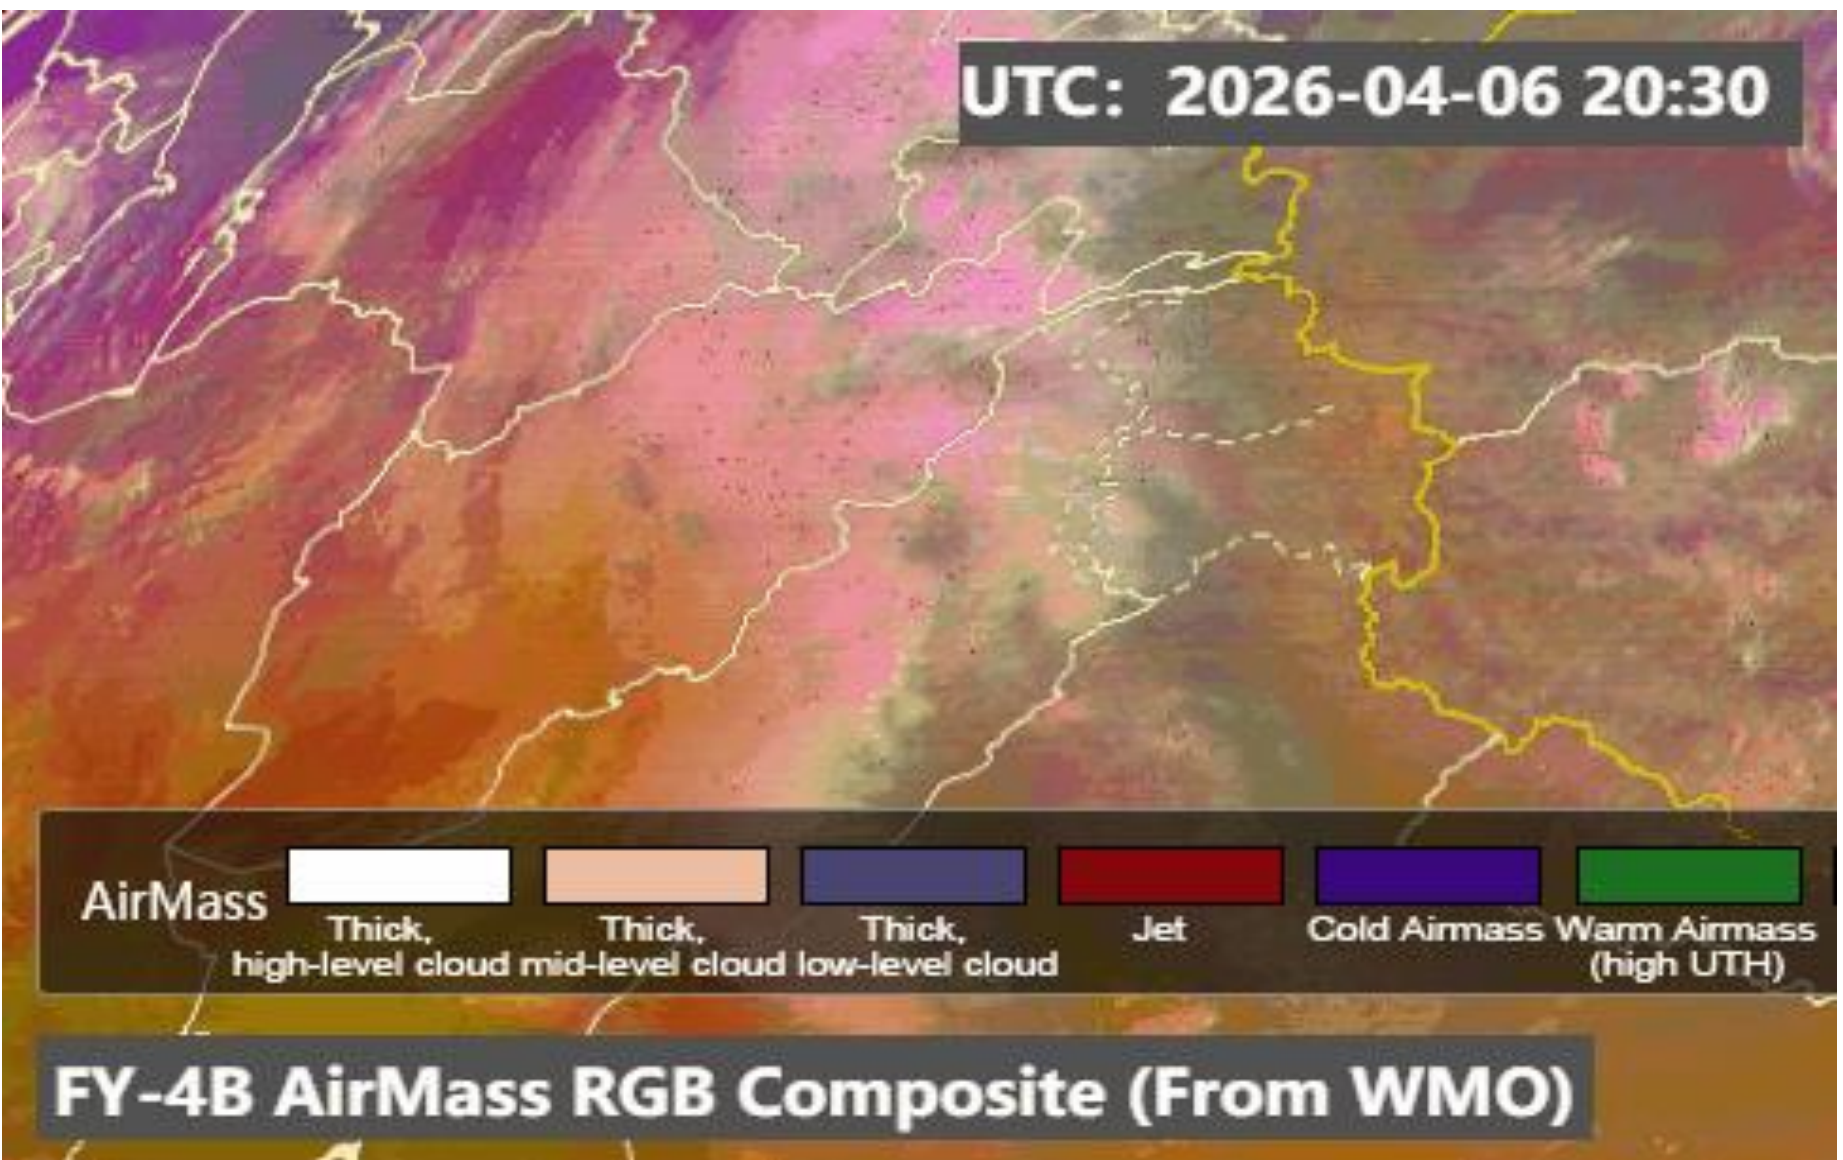 UTC: 2026-04-06 20:30
AirMass
Thick,
high-level cloud
Thick,
mid-level cloud
Thick,
low-level cloud
Jet
Cold Airmass
Warm Airmass
(high UTH)
FY-4B AirMass RGB Composite (From WMO)